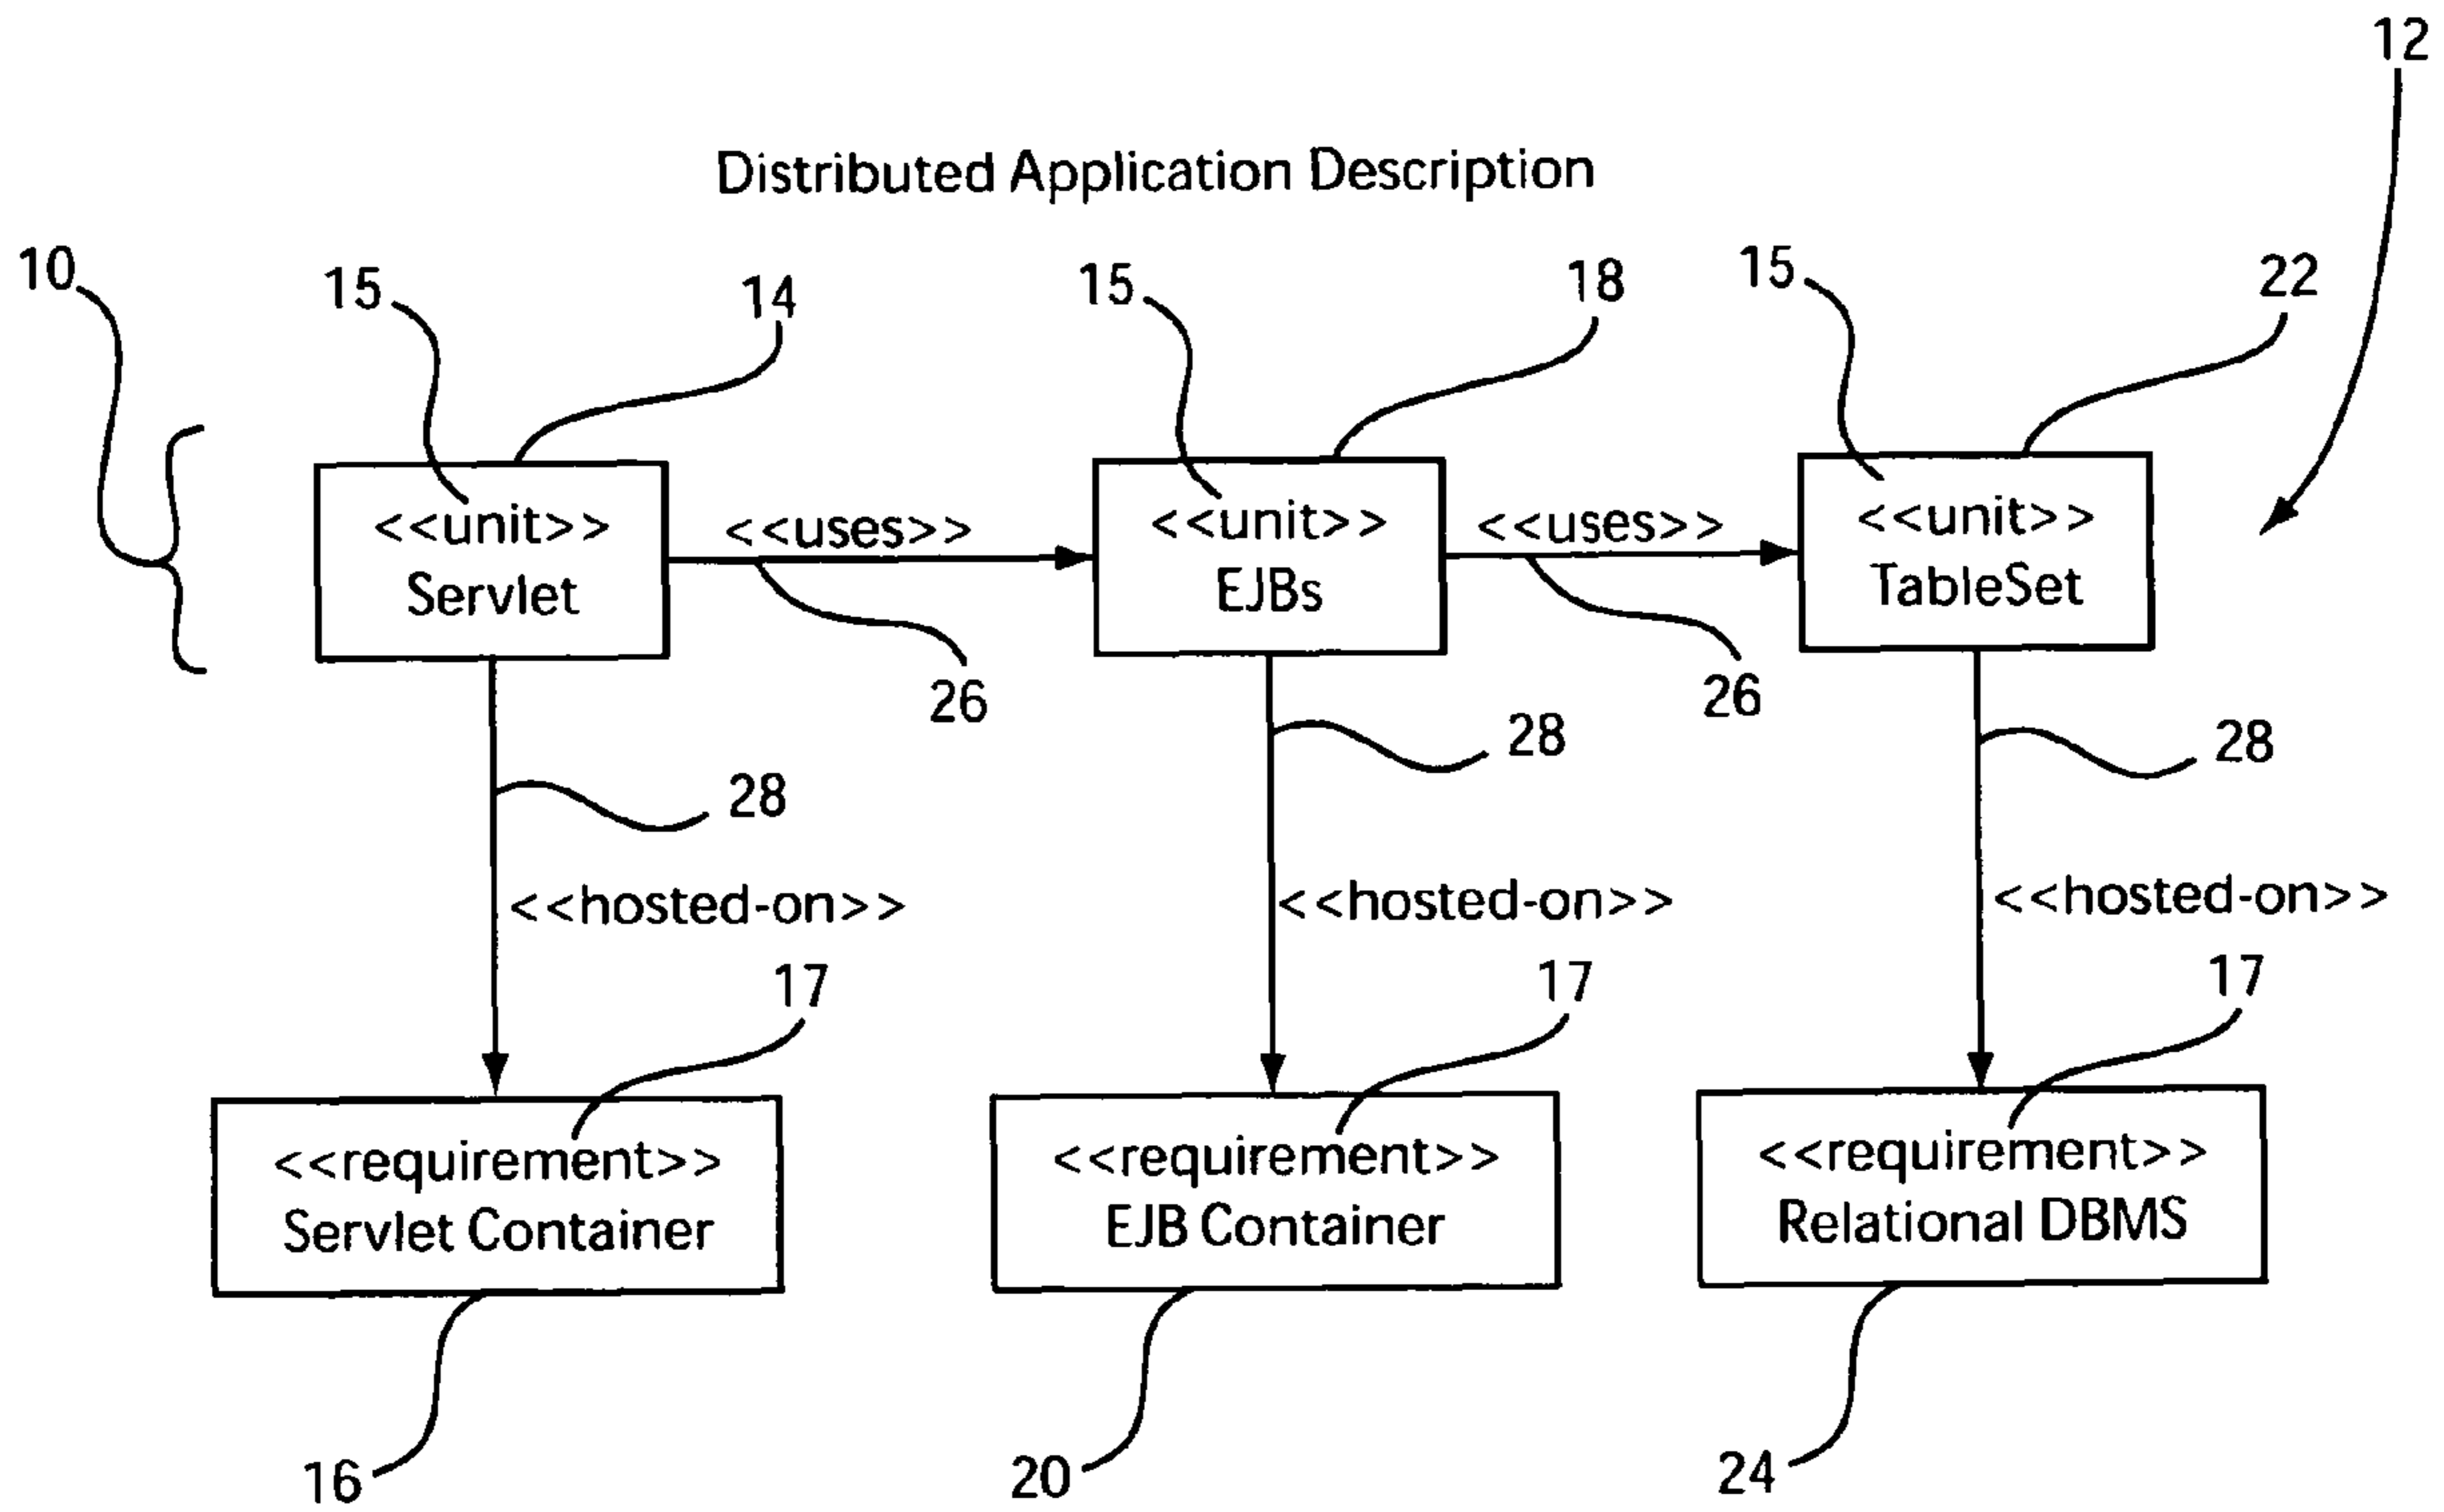 12
Distributed Application Description
10
15
14
15
18
15
22
<<unit>>
Servlet
<<uses>>
<<unit>>
EJBs
<<uses>>
<<unit>>
TableSet
26
26
28
28
28
<<hosted-on>>
<<hosted-on>>
<<hosted-on>>
17
17
17
<<requirement>>
Servlet Container
<<requirement>>
EJB Container
<<requirement>>
Relational DBMS
16
20
24